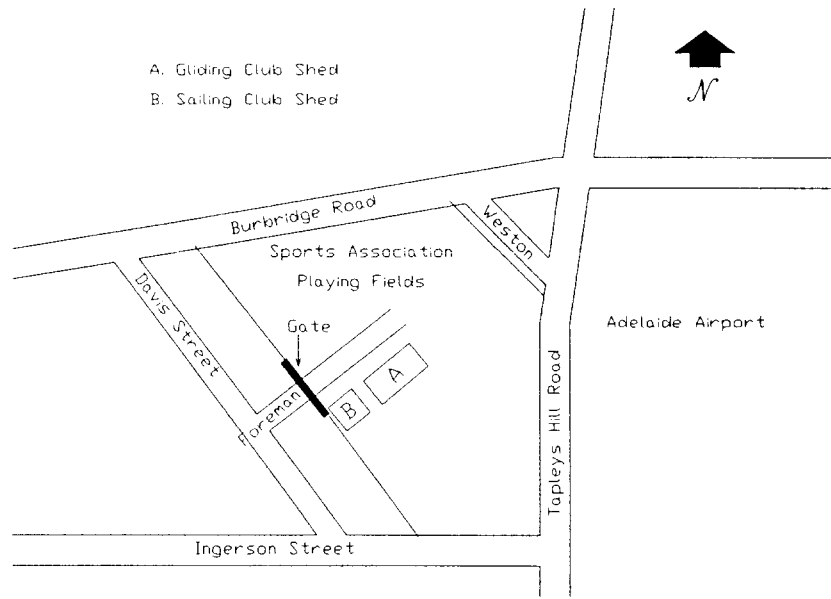 A. Gliding Club Shed
B. Sailing Club Shed
N
Burbridge Road
Weston
Sports Association
Playing Fields
Davis Street
Gate
Adelaide Airport
Foreman
A
B
Tapleys Hill Road
Ingerson Street